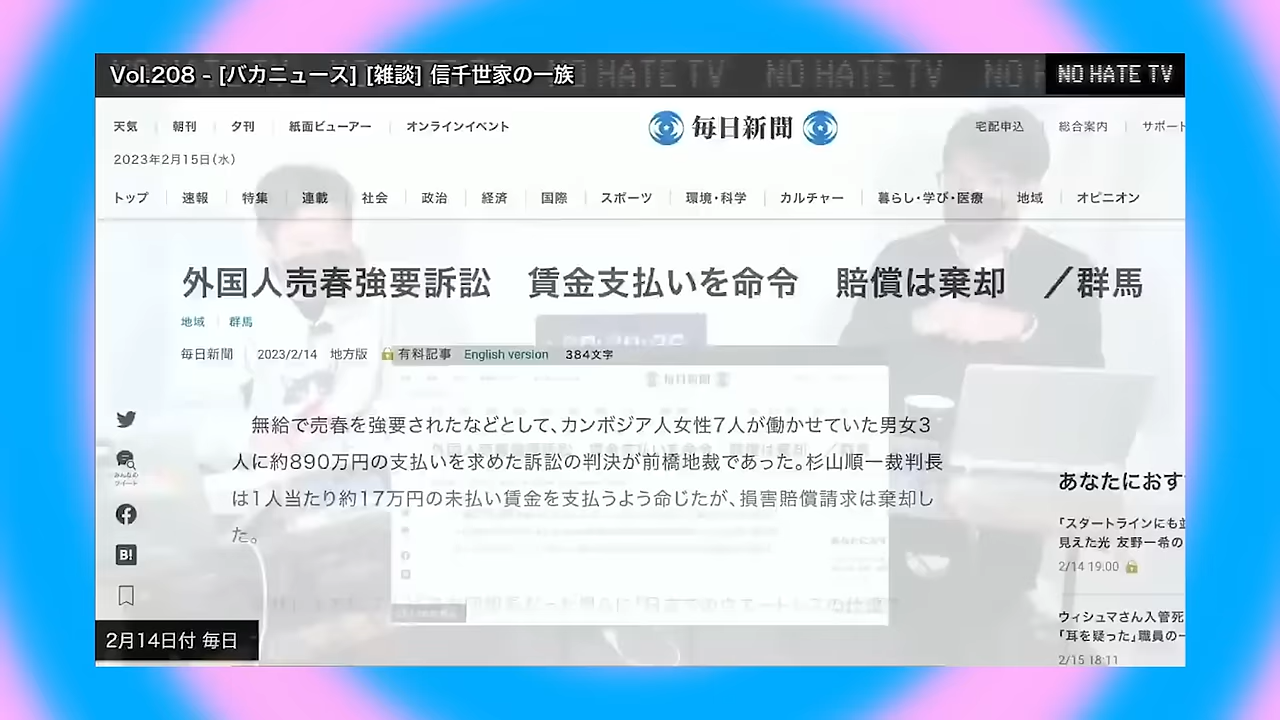 Vol.208 - [バカニュース] [雑談] 信千世家の一族
NO HATE TV
天気 朝刊 夕刊 紙面ビューアー オンラインイベント
毎日新聞
宅配申込 総合案内 サポート
2023年2月15日(水)
トップ 速報 特集 連載 社会 政治 経済 国際 スポーツ 環境・科学 カルチャー 暮らし・学び・医療 地域 オピニオン
外国人売春強要訴訟 賃金支払いを命令 賠償は棄却 /群馬
地域 群馬
毎日新聞 2023/2/14 地方版 有料記事 English version 384文字
無給で売春を強要されたなどとして、カンボジア人女性7人が働かせていた男女3
人に約890万円の支払いを求めた訴訟の判決が前橋地裁であった。杉山順一裁判長
は1人当たり約17万円の未払い賃金を支払うよう命じたが、損害賠償請求は棄却し
た。
みんなの
ツイート
B!
あなたにおす
「スタートラインにも並
見えた光 友野一希の
2/14 19:00
ウィシュマさん入管死
「耳を疑った」職員の一
2/15 18:11
2月14日付 毎日